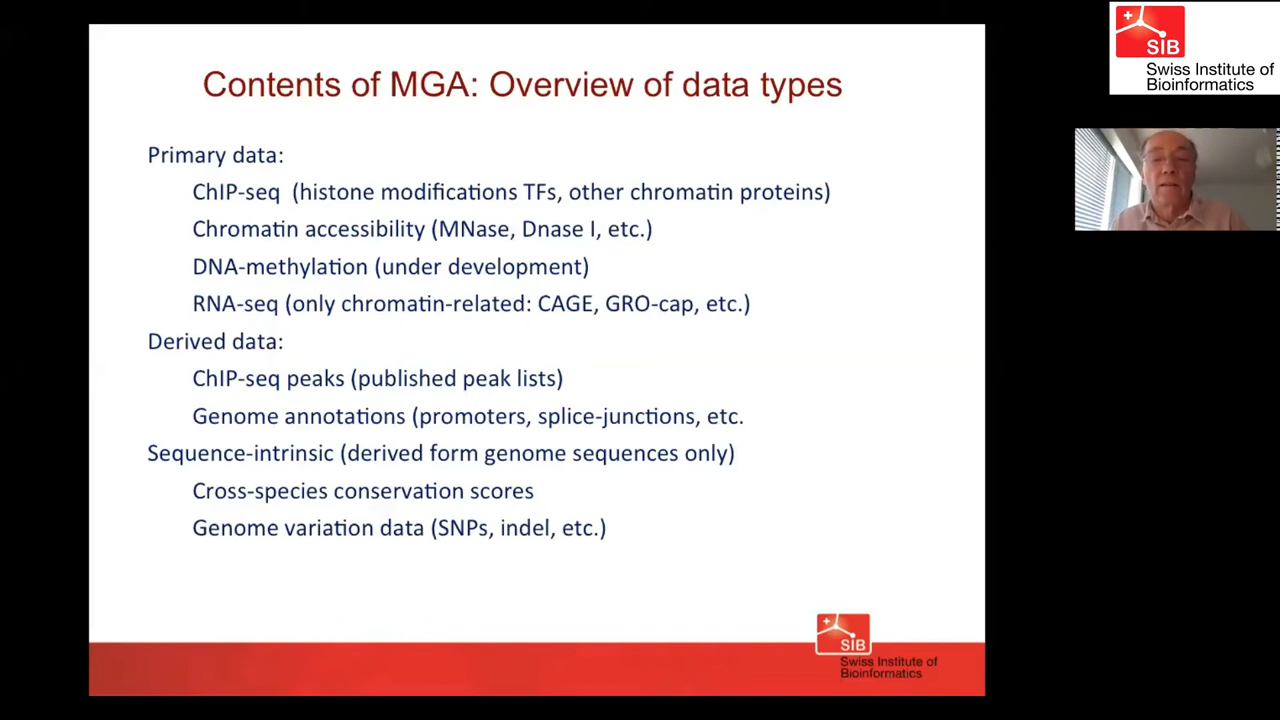 Contents of MGA: Overview of data types
Primary data:
ChIP-seq (histone modifications TFs, other chromatin proteins)
Chromatin accessibility (MNase, Dnase I, etc.)
DNA-methylation (under development)
RNA-seq (only chromatin-related: CAGE, GRO-cap, etc.)
Derived data:
ChIP-seq peaks (published peak lists)
Genome annotations (promoters, splice-junctions, etc.
Sequence-intrinsic (derived form genome sequences only)
Cross-species conservation scores
Genome variation data (SNPs, indel, etc.)
SIB
Swiss Institute of
Bioinformatics
SIB
Swiss Institute of
Bioinformatics